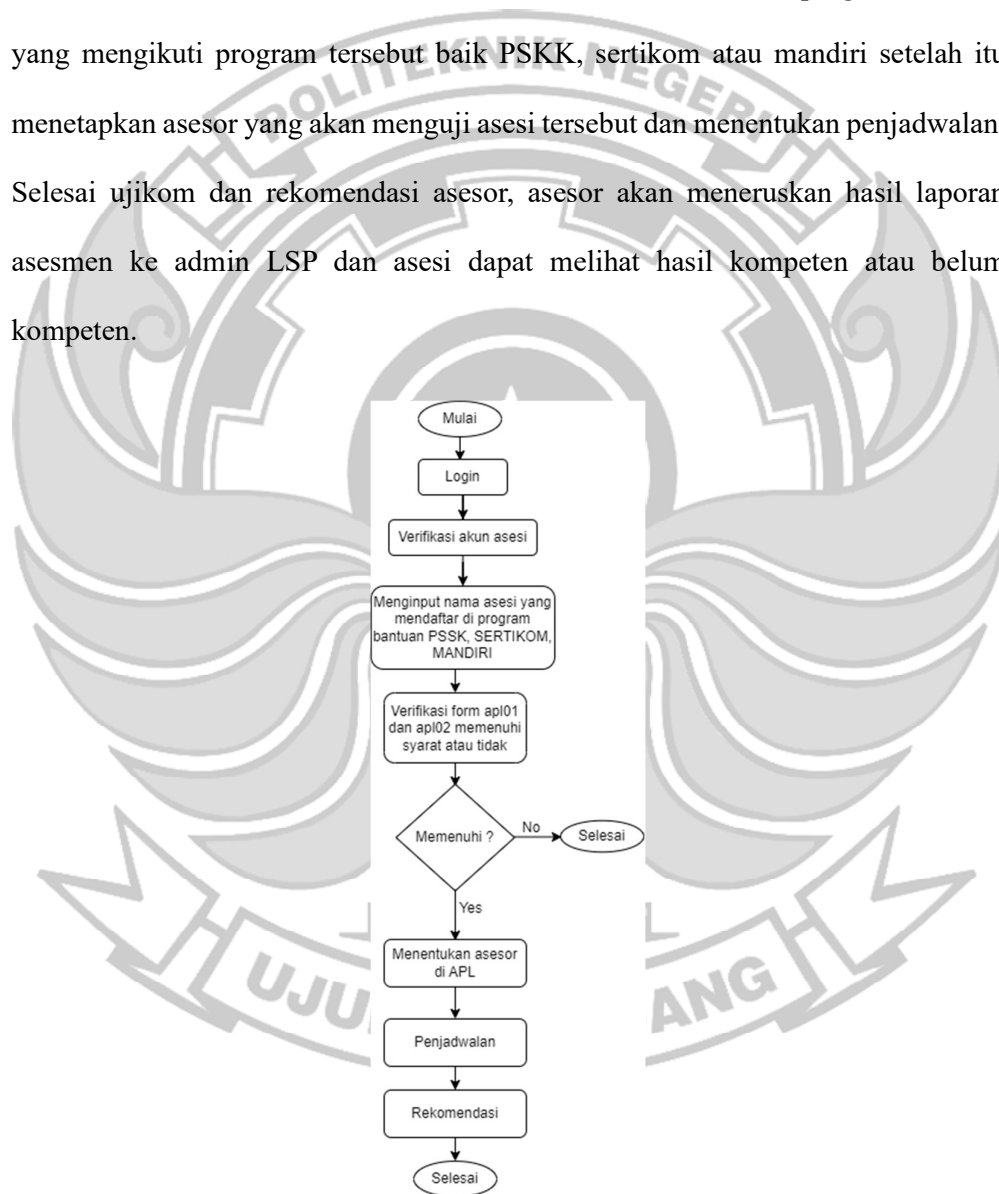 yang mengikuti program tersebut baik PSKK, sertikom atau mandiri setelah itu
menetapkan asesor yang akan menguji asesi tersebut dan menentukan penjadwalan
Selesai ujikom dan rekomendasi asesor, asesor akan meneruskan hasil laporan
asesmen ke admin LSP dan asesi dapat melihat hasil kompeten atau belum
kompeten.
POLITEKNIK NEGERI
Mulai
Login
Verifikasi akun asesi
Menginput nama asesi yang
mendaftar di program
bantuan PSSK, SERTIKOM,
MANDIRI
Verifikasi form apl01
dan apl02 memenuhi
syarat atau tidak
Memenuhi ?
No
Selesai
Yes
Menentukan asesor
di APL
UJU
ANG
Penjadwalan
Rekomendasi
Selesai